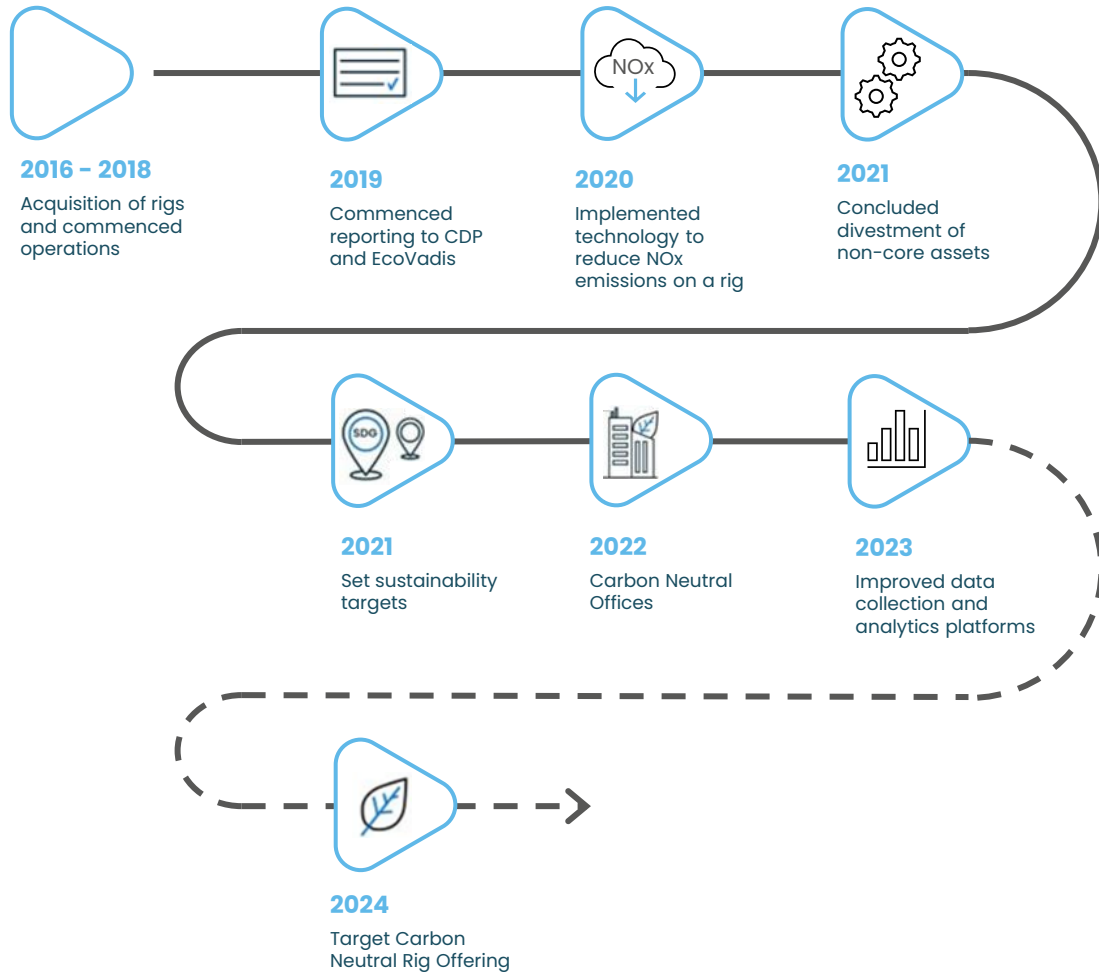 2016 - 2018
Acquisition of rigs
and commenced
operations
2019
Commenced
reporting to CDP
and EcoVadis
NOx
2020
Implemented
technology to
reduce NOx
emissions on a rig
2021
Concluded
divestment of
non-core assets
SDG
2021
Set sustainability
targets
2022
Carbon Neutral
Offices
2023
Improved data
collection and
analytics platforms
2024
Target Carbon
Neutral Rig Offering